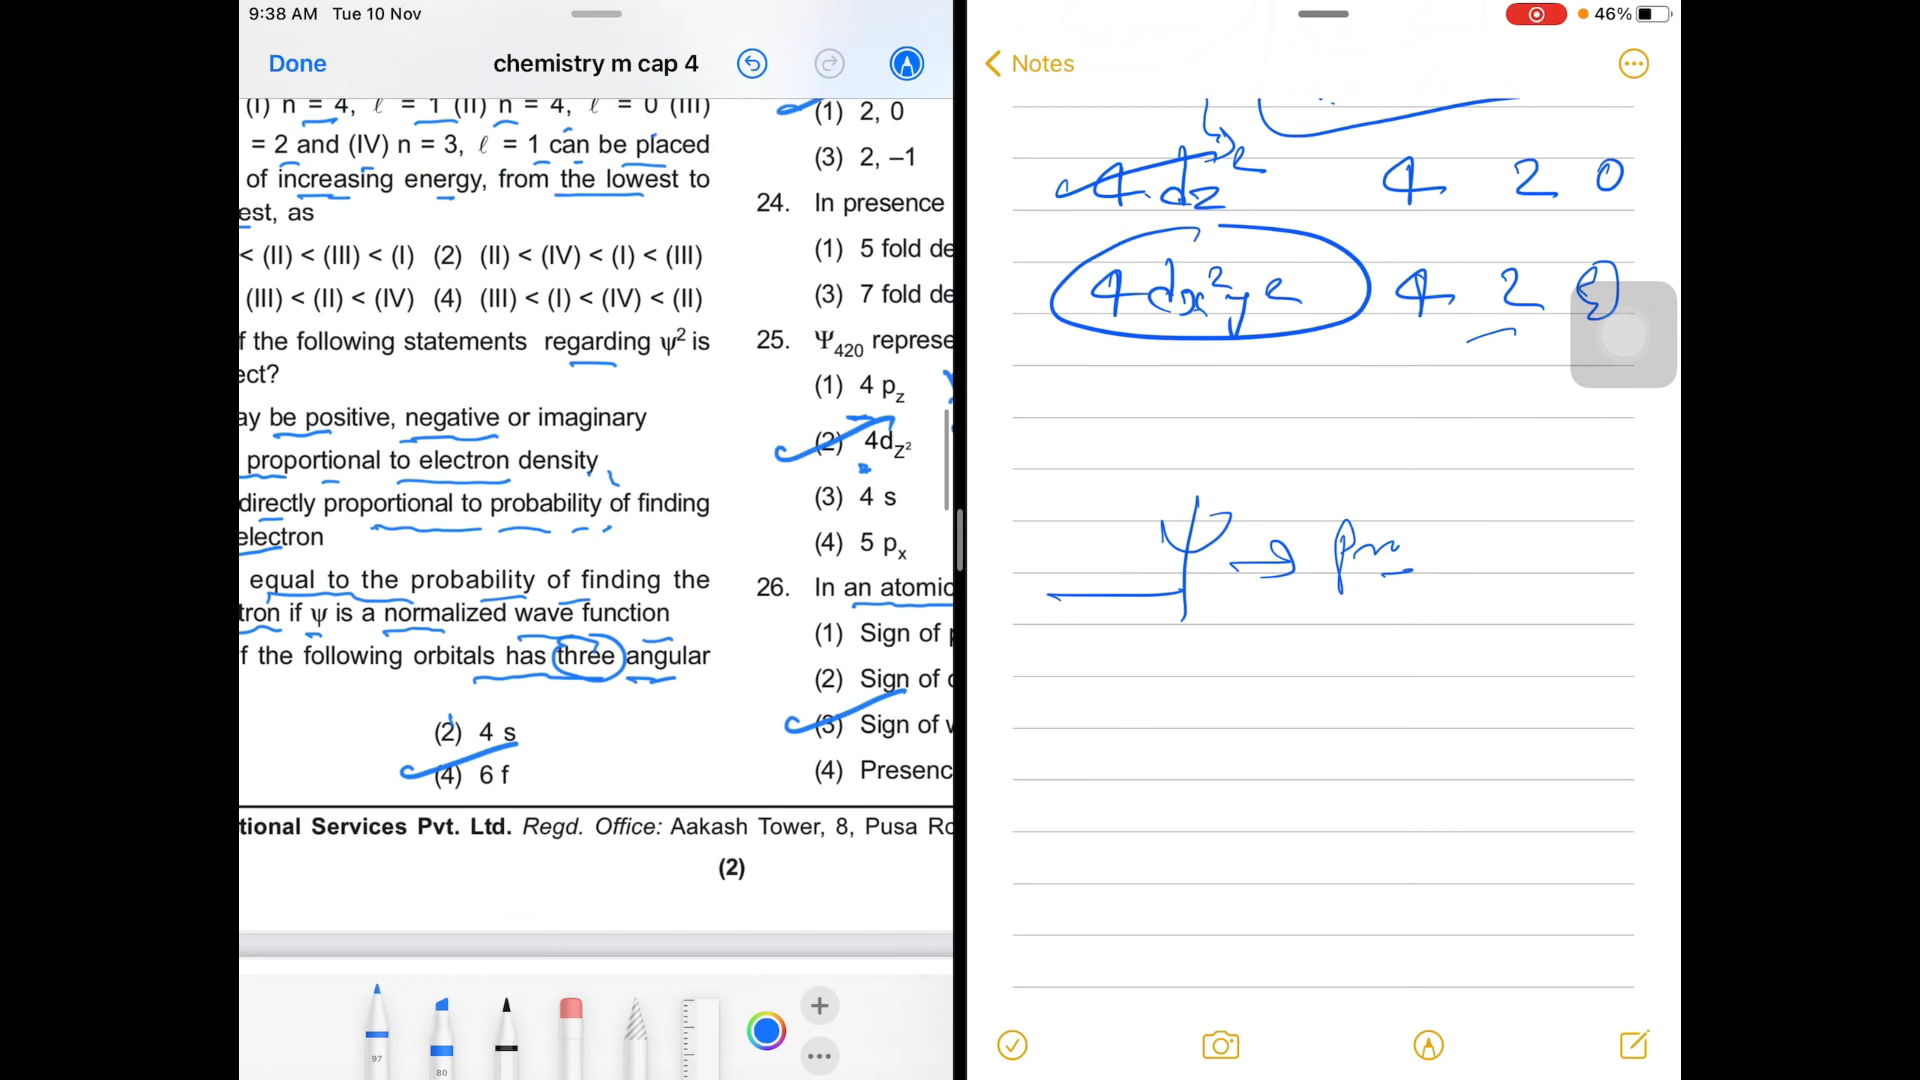 9:38 AM Tue 10 Nov
Done
chemistry m cap 4
(I) n = 4, ℓ = 1 (II) n = 4, ℓ = 0 (III)
= 2 and (IV) n = 3, ℓ = 1 can be placed
of increasing energy, from the lowest to
est, as
< (II) < (III) < (I) (2) (II) < (IV) < (I) < (III)
(III) < (II) < (IV) (4) (III) < (I) < (IV) < (II)
f the following statements regarding ψ² is
ect?
ay be positive, negative or imaginary
proportional to electron density
directly proportional to probability of finding
electron
equal to the probability of finding the
tron if ψ is a normalized wave function
f the following orbitals has three angular
(2) 4 s
(4) 6 f
(1) 2, 0
(3) 2, –1
24. In presence
(1) 5 fold de
(3) 7 fold de
25. Ψ420 represe
(1) 4 pz
(2) 4dz²
(3) 4 s
(4) 5 px
26. In an atomic
(1) Sign of p
(2) Sign of o
(3) Sign of w
(4) Presenc
tional Services Pvt. Ltd. Regd. Office: Aakash Tower, 8, Pusa Ro
(2)
97
80
46%
Notes
4 dz² 4 2 0
4 dx²y² 4 2
ψ →